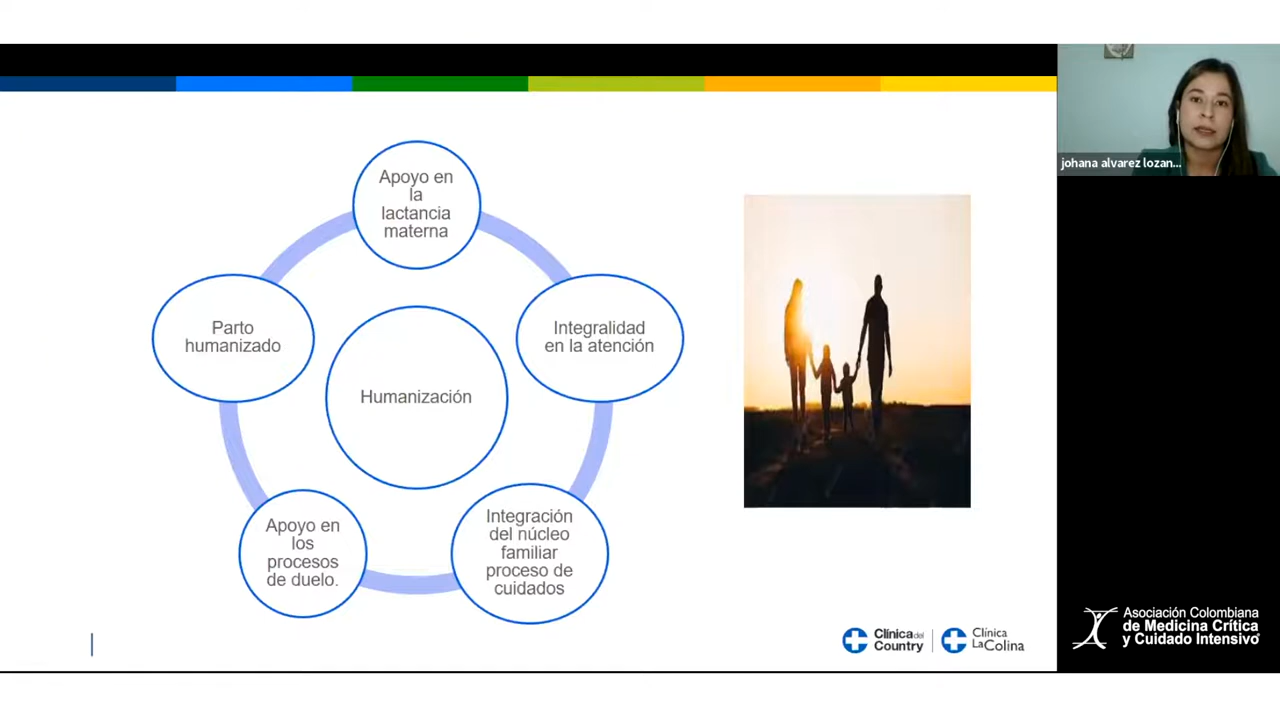 Apoyo en
la
lactancia
materna
Parto
humanizado
Integralidad
en la atención
Humanización
Apoyo en
los
procesos
de duelo.
Integración
del núcleo
familiar
proceso de
cuidados
Clínica del
Country
Clínica
La Colina
johana alvarez lozan...
Asociación Colombiana
de Medicina Crítica
y Cuidado Intensivo